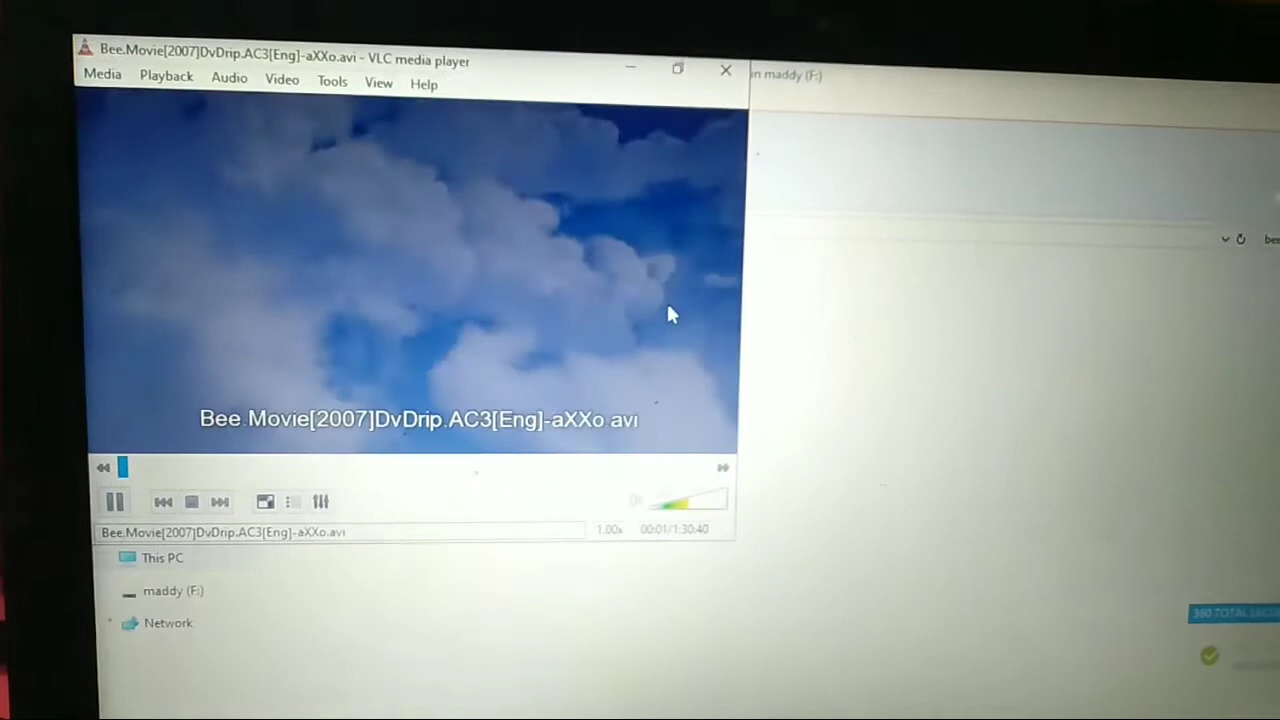 Bee.Movie[2007]DvDrip.AC3[Eng]-aXXo.avi - VLC media player
Media Playback Audio Video Tools View Help
in maddy (F:)
Bee.Movie[2007]DvDrip.AC3[Eng]-aXXo.avi
Bee.Movie[2007]DvDrip.AC3[Eng]-aXXo.avi
1.00x
00:01/1:30:40
This PC
maddy (F:)
Network
360 TOTAL